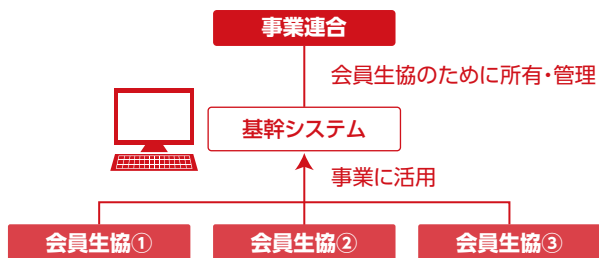 事業連合
会員生協のために所有・管理
基幹システム
事業に活用
会員生協①
会員生協②
会員生協③